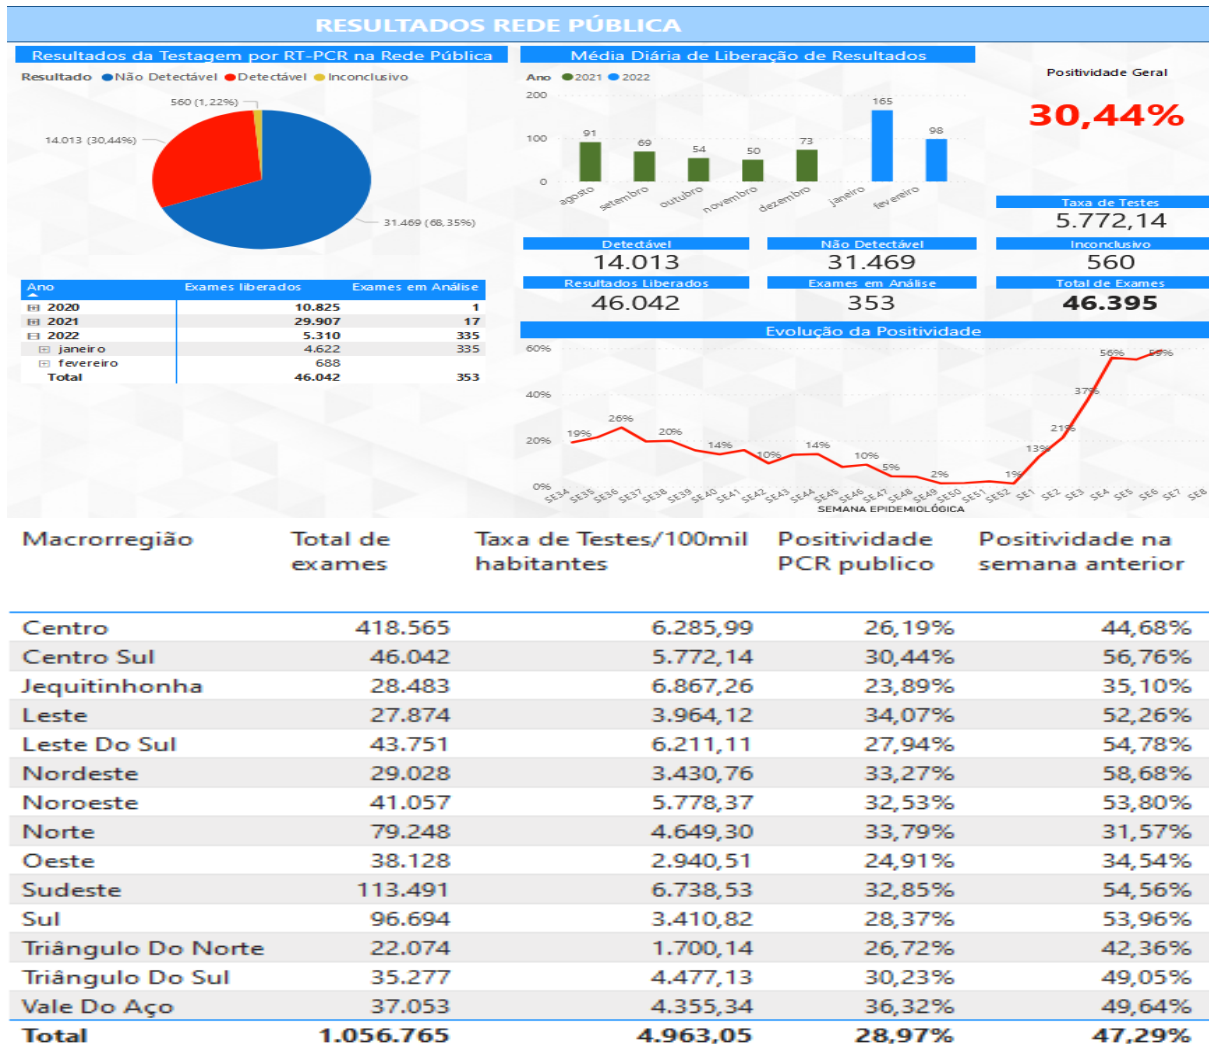 RESULTADOS REDE PÚBLICA
Resultados da Testagem por RT-PCR na Rede Pública
Resultado Não Detectável Detectável Inconclusivo
560 (1,22%)
14.013 (30,44%)
31.469 (68,35%)
Média Diária de Liberação de Resultados
Ano 2021 2022
200
100
0
91
69
54
50
73
165
98
agosto
setembro
outubro
novembro
dezembro
janeiro
fevereiro
Positividade Geral
30,44%
Taxa de Testes
5.772,14
Detectável
14.013
Não Detectável
31.469
Inconclusivo
560
Resultados Liberados
46.042
Exames em Análise
353
Total de Exames
46.395
Ano Exames liberados Exames em Análise
2020 10.825 1
2021 29.907 17
2022 5.310 335
janeiro 4.622 335
fevereiro 688
Total 46.042 353
Evolução da Positividade
60%
40%
20%
0%
19%
26%
20%
14%
10%
14%
10%
5%
2%
1%
13%
21%
37%
56%
59%
SE34 SE35 SE36 SE37 SE38 SE39 SE40 SE41 SE42 SE43 SE44 SE45 SE46 SE47 SE48 SE49 SE50 SE51 SE52 SE1 SE2 SE3 SE4 SE5 SE6 SE7 SE8
SEMANA EPIDEMIOLÓGICA
Macrorregião Total de exames Taxa de Testes/100mil habitantes Positividade PCR publico Positividade na semana anterior
Centro 418.565 6.285,99 26,19% 44,68%
Centro Sul 46.042 5.772,14 30,44% 56,76%
Jequitinhonha 28.483 6.867,26 23,89% 35,10%
Leste 27.874 3.964,12 34,07% 52,26%
Leste Do Sul 43.751 6.211,11 27,94% 54,78%
Nordeste 29.028 3.430,76 33,27% 58,68%
Noroeste 41.057 5.778,37 32,53% 53,80%
Norte 79.248 4.649,30 33,79% 31,57%
Oeste 38.128 2.940,51 24,91% 34,54%
Sudeste 113.491 6.738,53 32,85% 54,56%
Sul 96.694 3.410,82 28,37% 53,96%
Triângulo Do Norte 22.074 1.700,14 26,72% 42,36%
Triângulo Do Sul 35.277 4.477,13 30,23% 49,05%
Vale Do Aço 37.053 4.355,34 36,32% 49,64%
Total 1.056.765 4.963,05 28,97% 47,29%